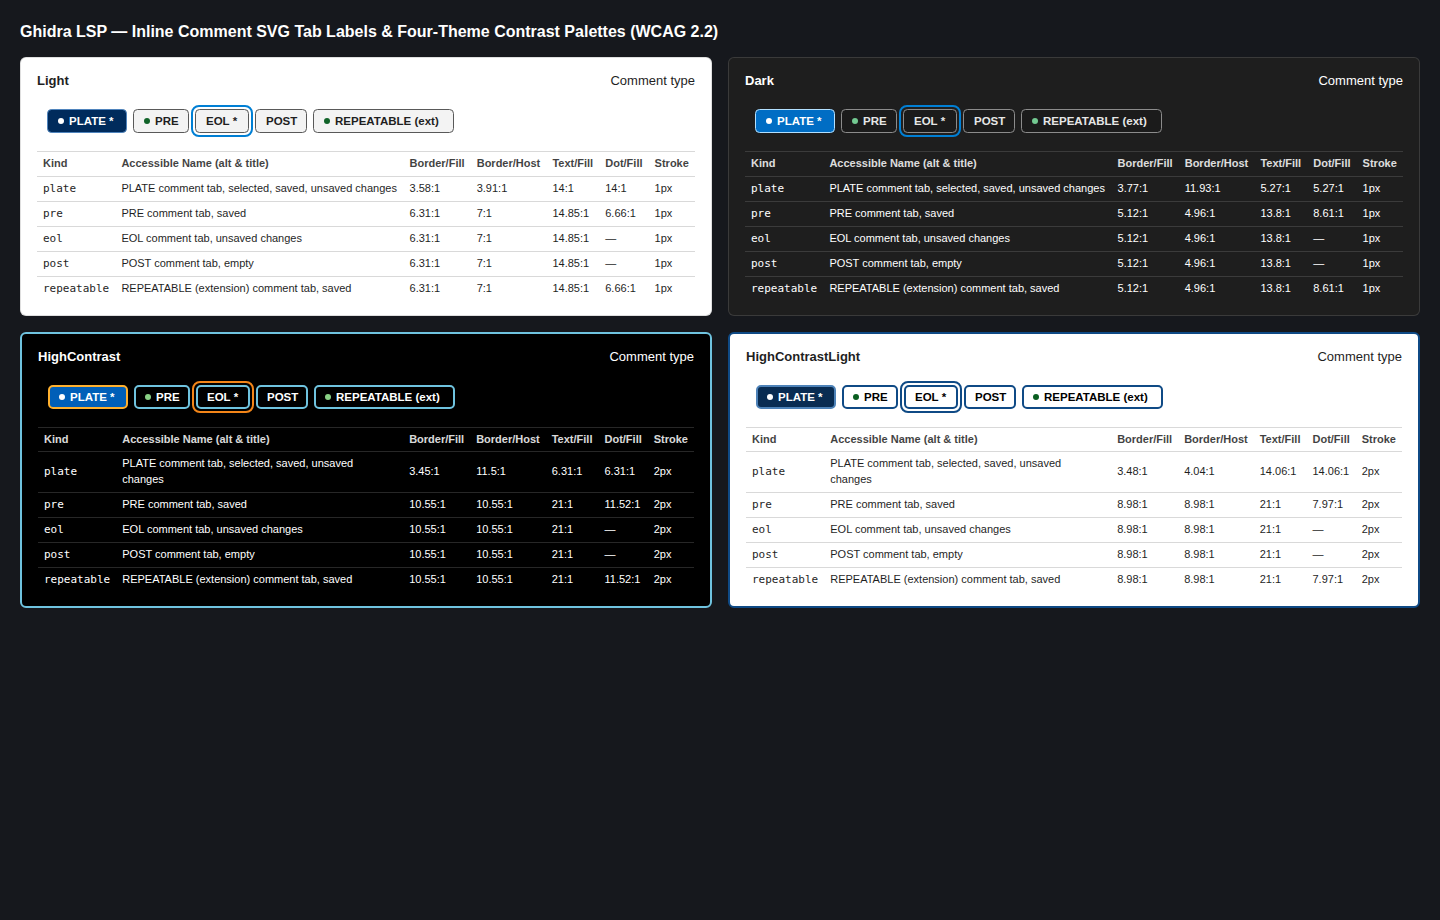 Ghidra LSP — Inline Comment SVG Tab Labels & Four-Theme Contrast Palettes (WCAG 2.2)
Light Comment type
PLATE * PRE EOL * POST REPEATABLE (ext)
Kind Accessible Name (alt & title) Border/Fill Border/Host Text/Fill Dot/Fill Stroke
plate PLATE comment tab, selected, saved, unsaved changes 3.58:1 3.91:1 14:1 14:1 1px
pre PRE comment tab, saved 6.31:1 7:1 14.85:1 6.66:1 1px
eol EOL comment tab, unsaved changes 6.31:1 7:1 14.85:1 — 1px
post POST comment tab, empty 6.31:1 7:1 14.85:1 — 1px
repeatable REPEATABLE (extension) comment tab, saved 6.31:1 7:1 14.85:1 6.66:1 1px
Dark Comment type
PLATE * PRE EOL * POST REPEATABLE (ext)
Kind Accessible Name (alt & title) Border/Fill Border/Host Text/Fill Dot/Fill Stroke
plate PLATE comment tab, selected, saved, unsaved changes 3.77:1 11.93:1 5.27:1 5.27:1 1px
pre PRE comment tab, saved 5.12:1 4.96:1 13.8:1 8.61:1 1px
eol EOL comment tab, unsaved changes 5.12:1 4.96:1 13.8:1 — 1px
post POST comment tab, empty 5.12:1 4.96:1 13.8:1 — 1px
repeatable REPEATABLE (extension) comment tab, saved 5.12:1 4.96:1 13.8:1 8.61:1 1px
HighContrast Comment type
PLATE * PRE EOL * POST REPEATABLE (ext)
Kind Accessible Name (alt & title) Border/Fill Border/Host Text/Fill Dot/Fill Stroke
plate PLATE comment tab, selected, saved, unsaved 3.45:1 11.5:1 6.31:1 6.31:1 2px
changes
pre PRE comment tab, saved 10.55:1 10.55:1 21:1 11.52:1 2px
eol EOL comment tab, unsaved changes 10.55:1 10.55:1 21:1 — 2px
post POST comment tab, empty 10.55:1 10.55:1 21:1 — 2px
repeatable REPEATABLE (extension) comment tab, saved 10.55:1 10.55:1 21:1 11.52:1 2px
HighContrastLight Comment type
PLATE * PRE EOL * POST REPEATABLE (ext)
Kind Accessible Name (alt & title) Border/Fill Border/Host Text/Fill Dot/Fill Stroke
plate PLATE comment tab, selected, saved, unsaved 3.48:1 4.04:1 14.06:1 14.06:1 2px
changes
pre PRE comment tab, saved 8.98:1 8.98:1 21:1 7.97:1 2px
eol EOL comment tab, unsaved changes 8.98:1 8.98:1 21:1 — 2px
post POST comment tab, empty 8.98:1 8.98:1 21:1 — 2px
repeatable REPEATABLE (extension) comment tab, saved 8.98:1 8.98:1 21:1 7.97:1 2px